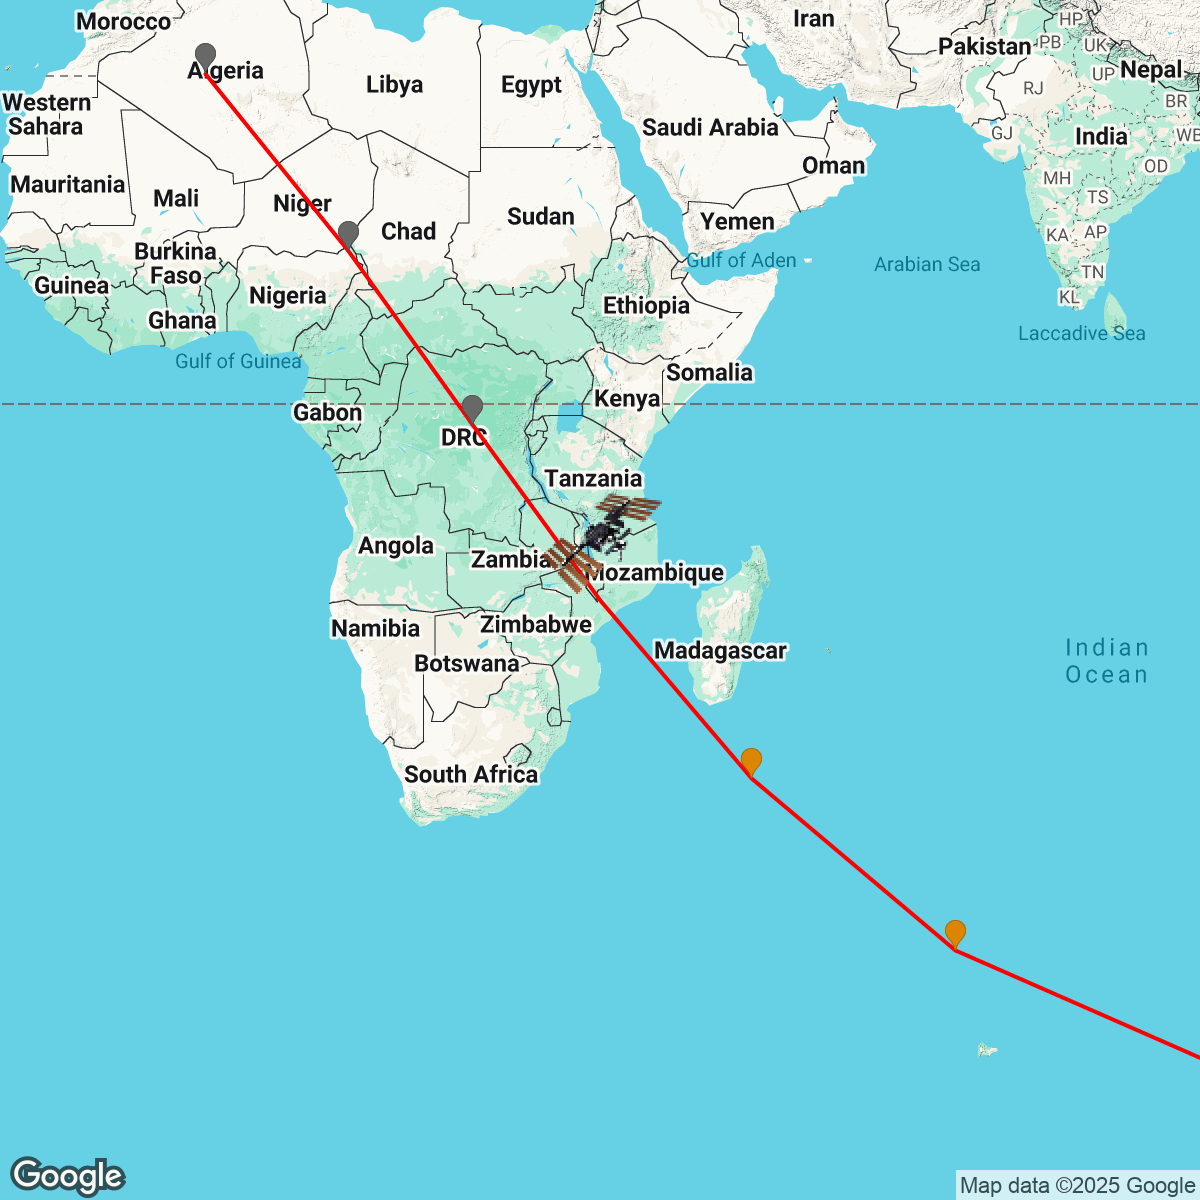 Morocco
Iran
HP
PB
UK
Pakistan
Nepal
Algeria
Libya
Egypt
UP
RJ
BR
Western
Sahara
Saudi Arabia
GJ
India
WB
Oman
OD
Mauritania
Mali
Niger
MH
TS
Sudan
Chad
Yemen
KA
AP
Burkina
Faso
Gulf of Aden
Arabian Sea
TN
Guinea
Nigeria
Ethiopia
KL
Ghana
Laccadive Sea
Gulf of Guinea
Somalia
Kenya
Gabon
DRC
Tanzania
Angola
Zambia
Mozambique
Namibia
Zimbabwe
Botswana
Madagascar
Indian
Ocean
South Africa
Google
Map data ©2025 Google